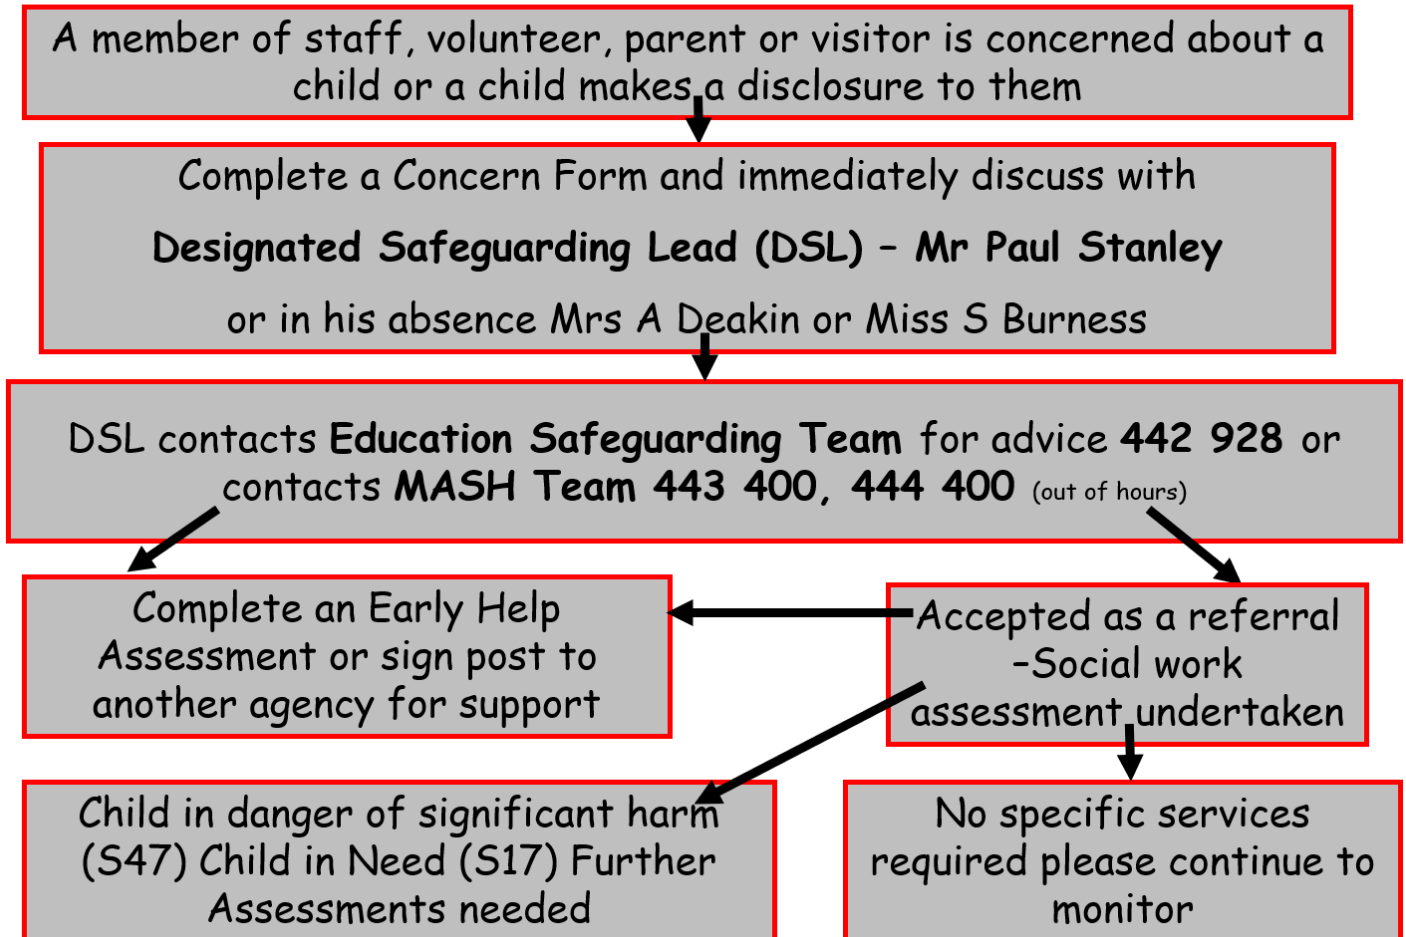 A member of staff, volunteer, parent or visitor is concerned about a
child or a child makes a disclosure to them
Complete a Concern Form and immediately discuss with
Designated Safeguarding Lead (DSL) – Mr Paul Stanley
or in his absence Mrs A Deakin or Miss S Burness
DSL contacts Education Safeguarding Team for advice 442 928 or
contacts MASH Team 443 400, 444 400 (out of hours)
Complete an Early Help
Assessment or sign post to
another agency for support
Accepted as a referral
–Social work
assessment undertaken
Child in danger of significant harm
(S47) Child in Need (S17) Further
Assessments needed
No specific services
required please continue to
monitor